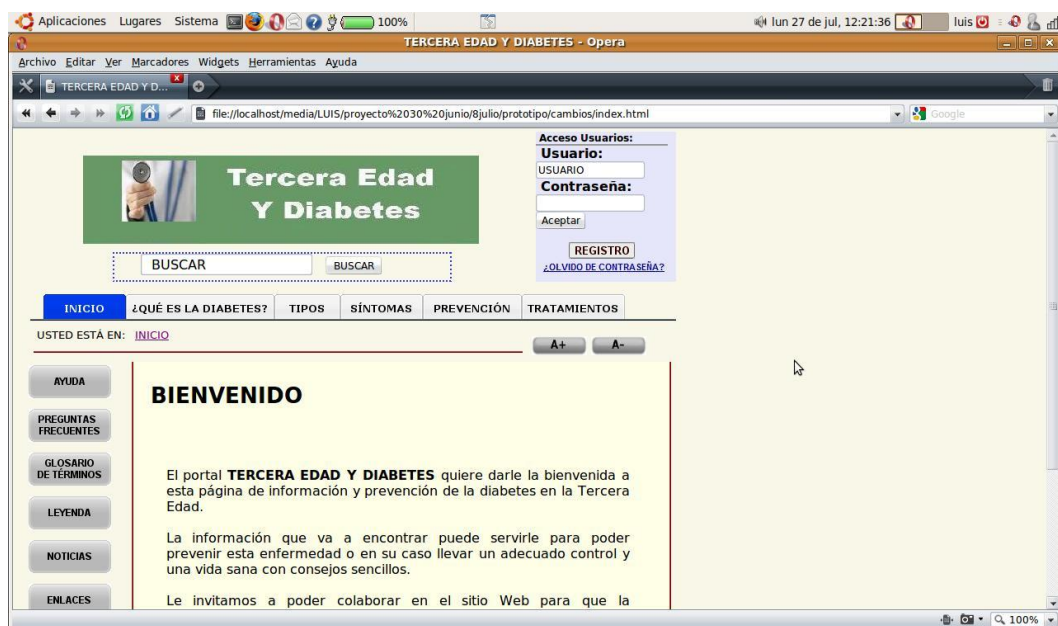 Aplicaciones Lugares Sistema 100% lun 27 de jul, 12:21:36 luis
TERCERA EDAD Y DIABETES - Opera
Archivo Editar Ver Marcadores Widgets Herramientas Ayuda
TERCERA EDAD Y D...
file://localhost/media/LUIS/proyecto%2030%20junio/8julio/prototipo/cambios/index.html Google
Acceso Usuarios:
Usuario:
USUARIO
Contraseña:
Aceptar
REGISTRO
¿OLVIDO DE CONTRASEÑA?
Tercera Edad
Y Diabetes
BUSCAR BUSCAR
INICIO ¿QUÉ ES LA DIABETES? TIPOS SÍNTOMAS PREVENCIÓN TRATAMIENTOS
USTED ESTÁ EN: INICIO
A+ A-
AYUDA
PREGUNTAS
FRECUENTES
GLOSARIO
DE TÉRMINOS
LEYENDA
NOTICIAS
ENLACES
BIENVENIDO
El portal TERCERA EDAD Y DIABETES quiere darle la bienvenida a
esta página de información y prevención de la diabetes en la Tercera
Edad.
La información que va a encontrar puede servirle para poder
prevenir esta enfermedad o en su caso llevar un adecuado control y
una vida sana con consejos sencillos.
Le invitamos a poder colaborar en el sitio Web para que la
100%